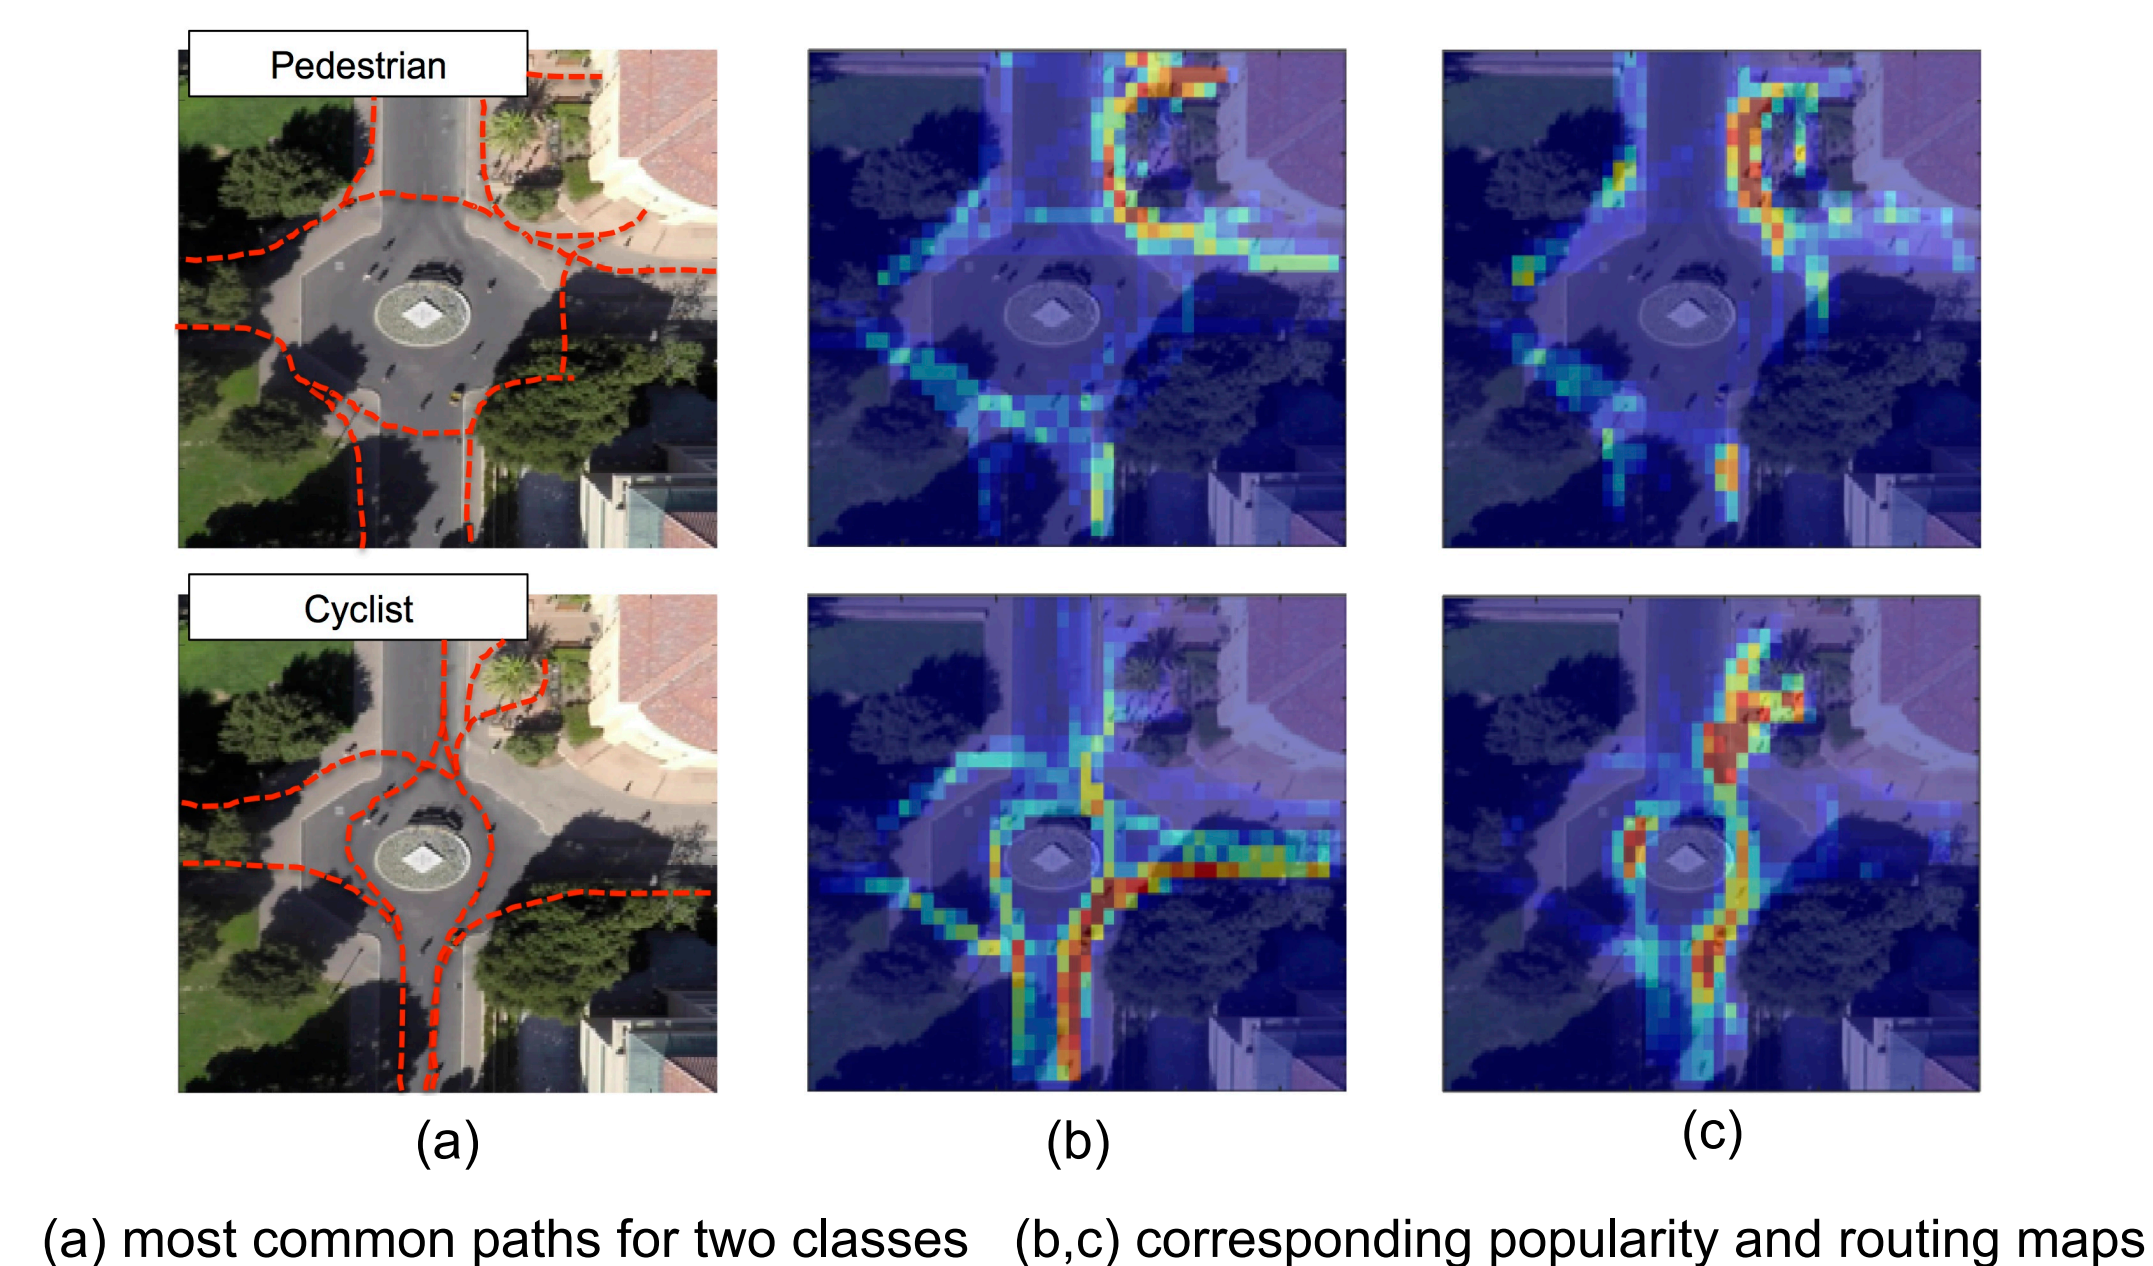 Pedestrian
Cyclist
(a)
(b)
(c)
(a) most common paths for two classes (b,c) corresponding popularity and routing maps